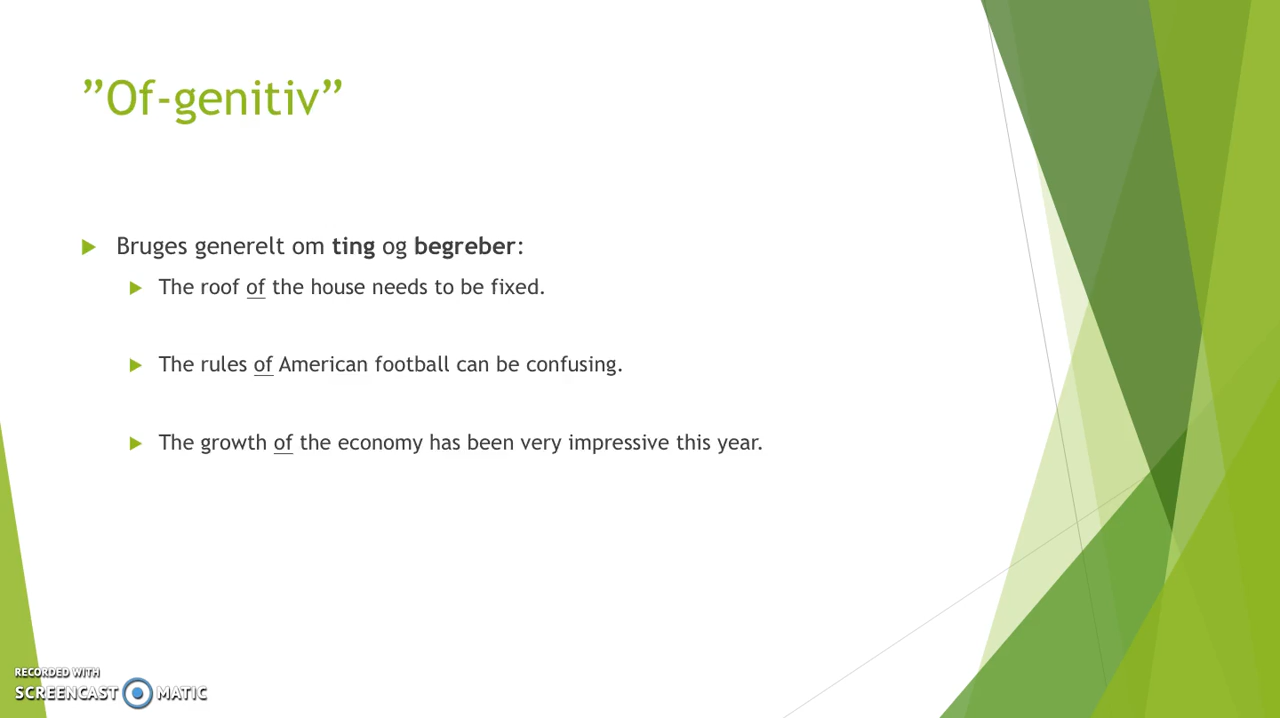 ”Of-genitiv”
Bruges generelt om ting og begreber:
The roof of the house needs to be fixed.
The rules of American football can be confusing.
The growth of the economy has been very impressive this year.
RECORDED WITH
SCREENCAST MATIC